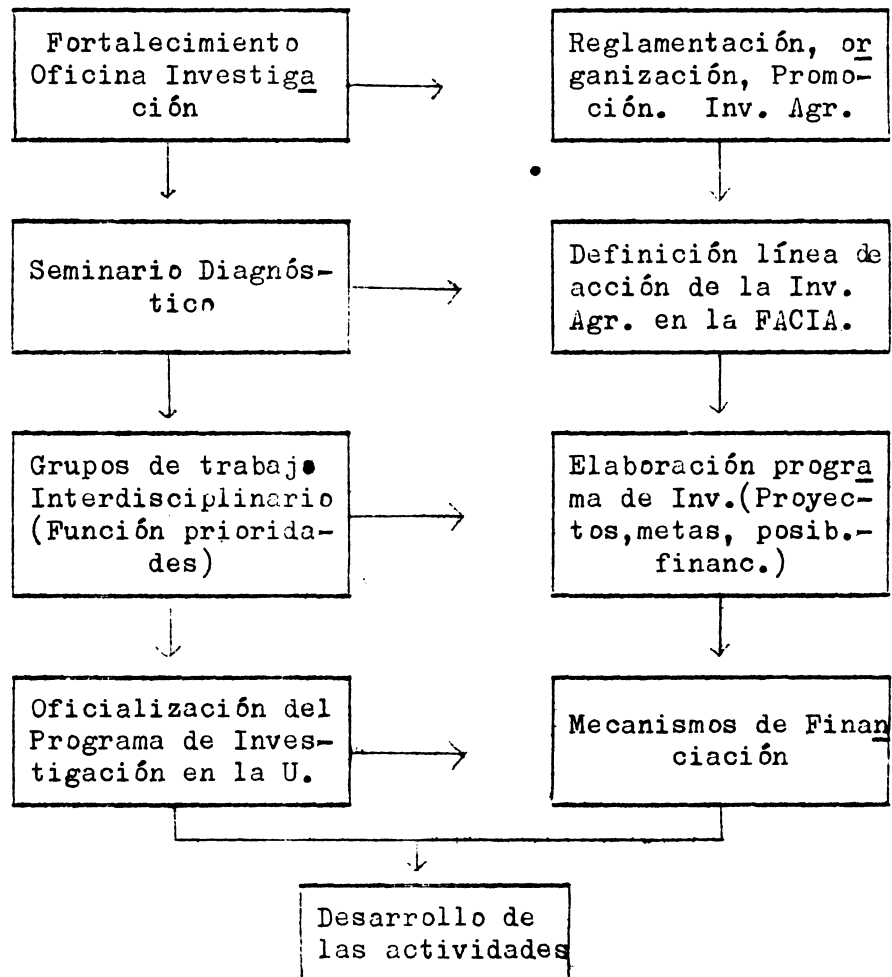 Fortalecimiento
Oficina Investiga
ción
Reglamentación, or
ganización, Promo-
ción. Inv. Agr.
Seminario Diagnós-
tico
Definición línea de
acción de la Inv.
Agr. en la FACIA.
Grupos de trabajo
Interdisciplinario
(Función priorida-
des)
Elaboración progra
ma de Inv.(Proyec-
tos,metas, posib.-
financ.)
Oficialización del
Programa de Inves-
tigación en la U.
Mecanismos de Finan
ciación
Desarrollo de
las actividades